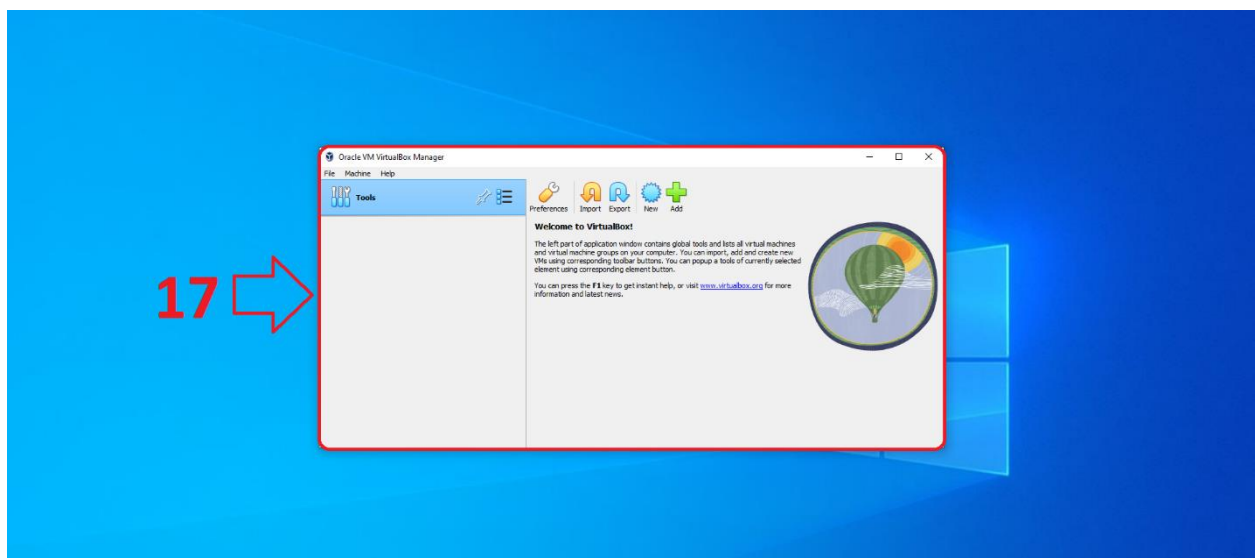 Oracle VM VirtualBox Manager
File Machine Help
Tools
Preferences Import Export New Add
Welcome to VirtualBox!
The left part of application window contains global tools and lists all virtual machines
and virtual machine groups on your computer. You can import, add and create new
VMs using corresponding toolbar buttons. You can popup a tools of currently selected
element using corresponding element button.
You can press the F1 key to get instant help, or visit www.virtualbox.org for more
information and latest news.
17